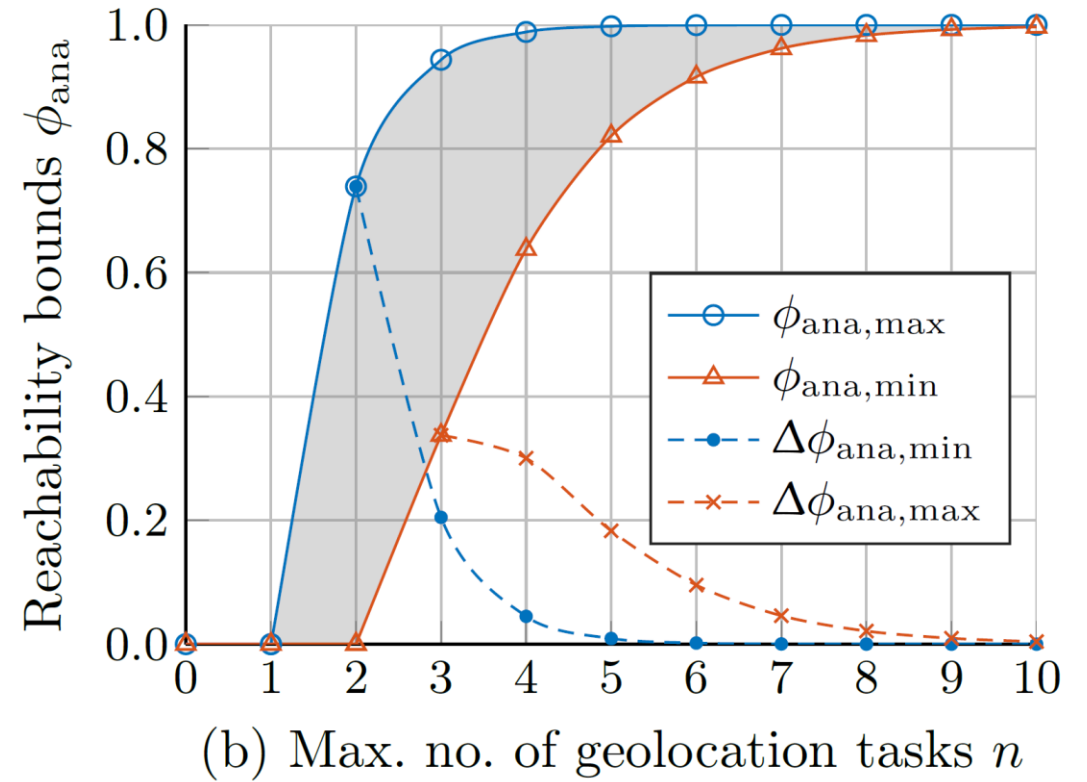 Reachability bounds ϕ_ana
1.0
0.8
0.6
0.4
0.2
0.0
0 1 2 3 4 5 6 7 8 9 10
ϕ_ana,max
ϕ_ana,min
Δϕ_ana,min
Δϕ_ana,max
(b) Max. no. of geolocation tasks n